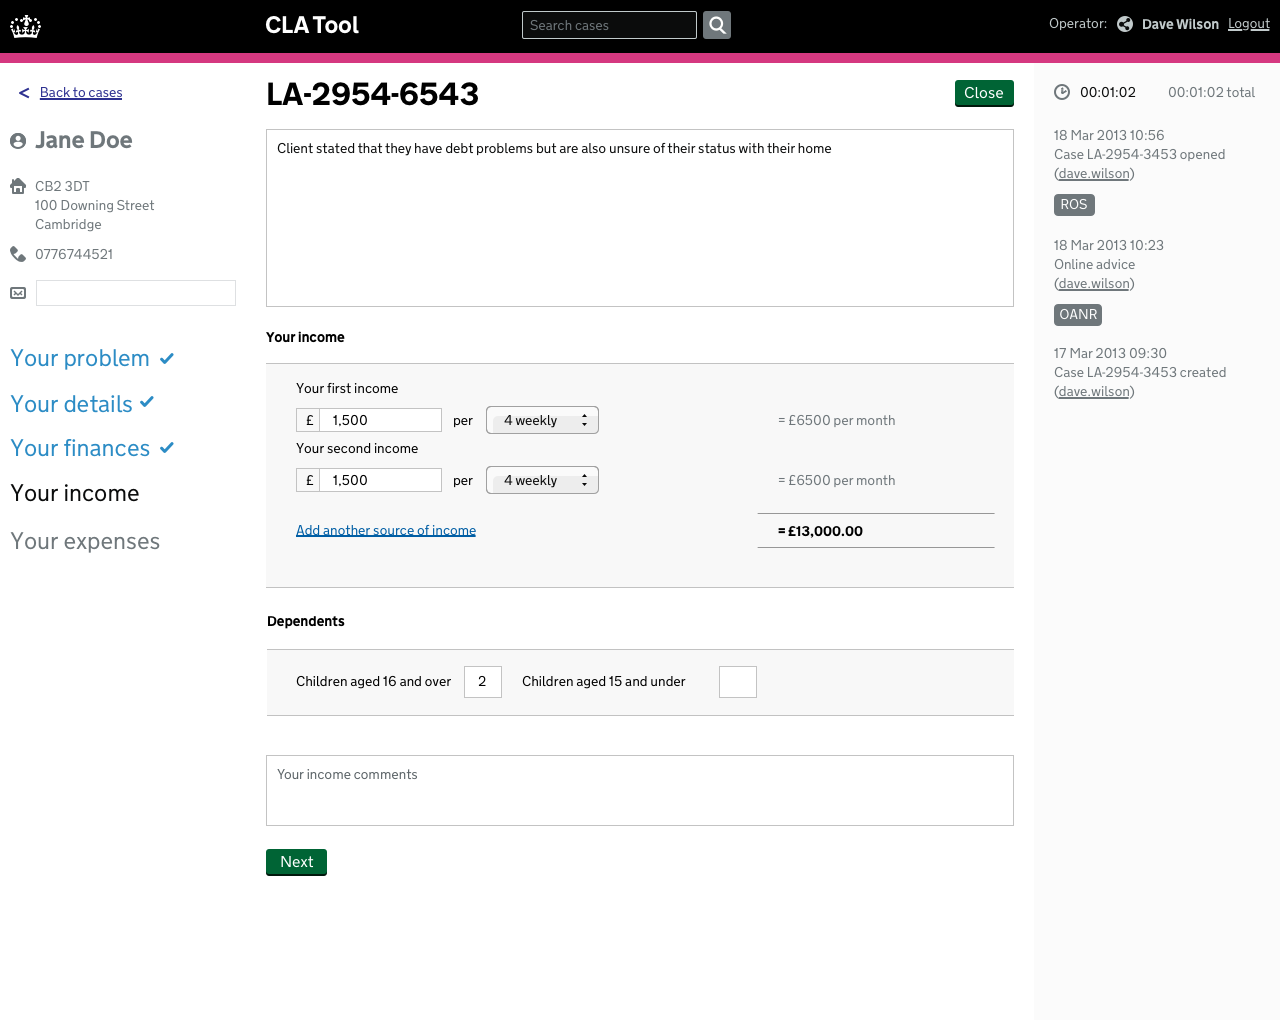 CLA Tool
Search cases
Operator: Dave Wilson Logout
< Back to cases
Jane Doe
CB2 3DT
100 Downing Street
Cambridge
0776744521
Your problem
Your details
Your finances
Your income
Your expenses
LA-2954-6543
Close
Client stated that they have debt problems but are also unsure of their status with their home
Your income
Your first income
£ 1,500 per 4 weekly = £6500 per month
Your second income
£ 1,500 per 4 weekly = £6500 per month
Add another source of income
= £13,000.00
Dependents
Children aged 16 and over 2 Children aged 15 and under
Your income comments
Next
00:01:02 00:01:02 total
18 Mar 2013 10:56
Case LA-2954-3453 opened
(dave.wilson)
ROS
18 Mar 2013 10:23
Online advice
(dave.wilson)
OANR
17 Mar 2013 09:30
Case LA-2954-3453 created
(dave.wilson)